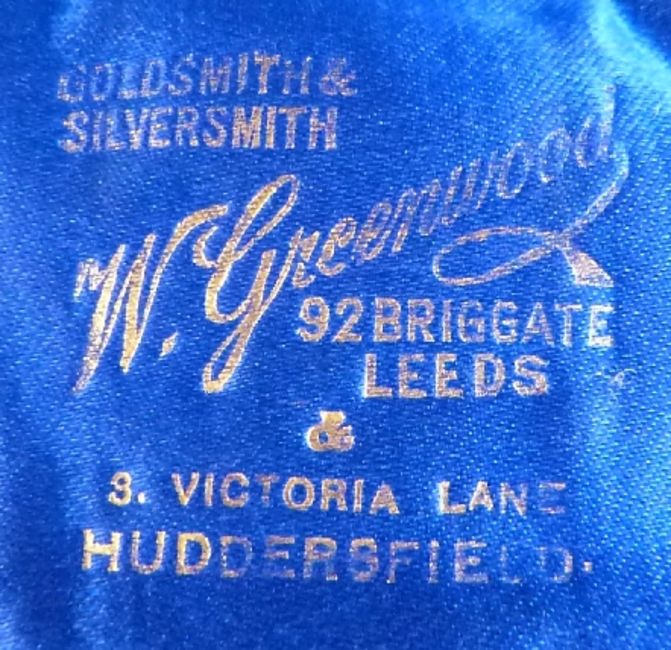 GOLDSMITH &
SILVERSMITH
W. Greenwood
92 BRIGGATE
LEEDS
&
3. VICTORIA LANE
HUDDERSFIELD.